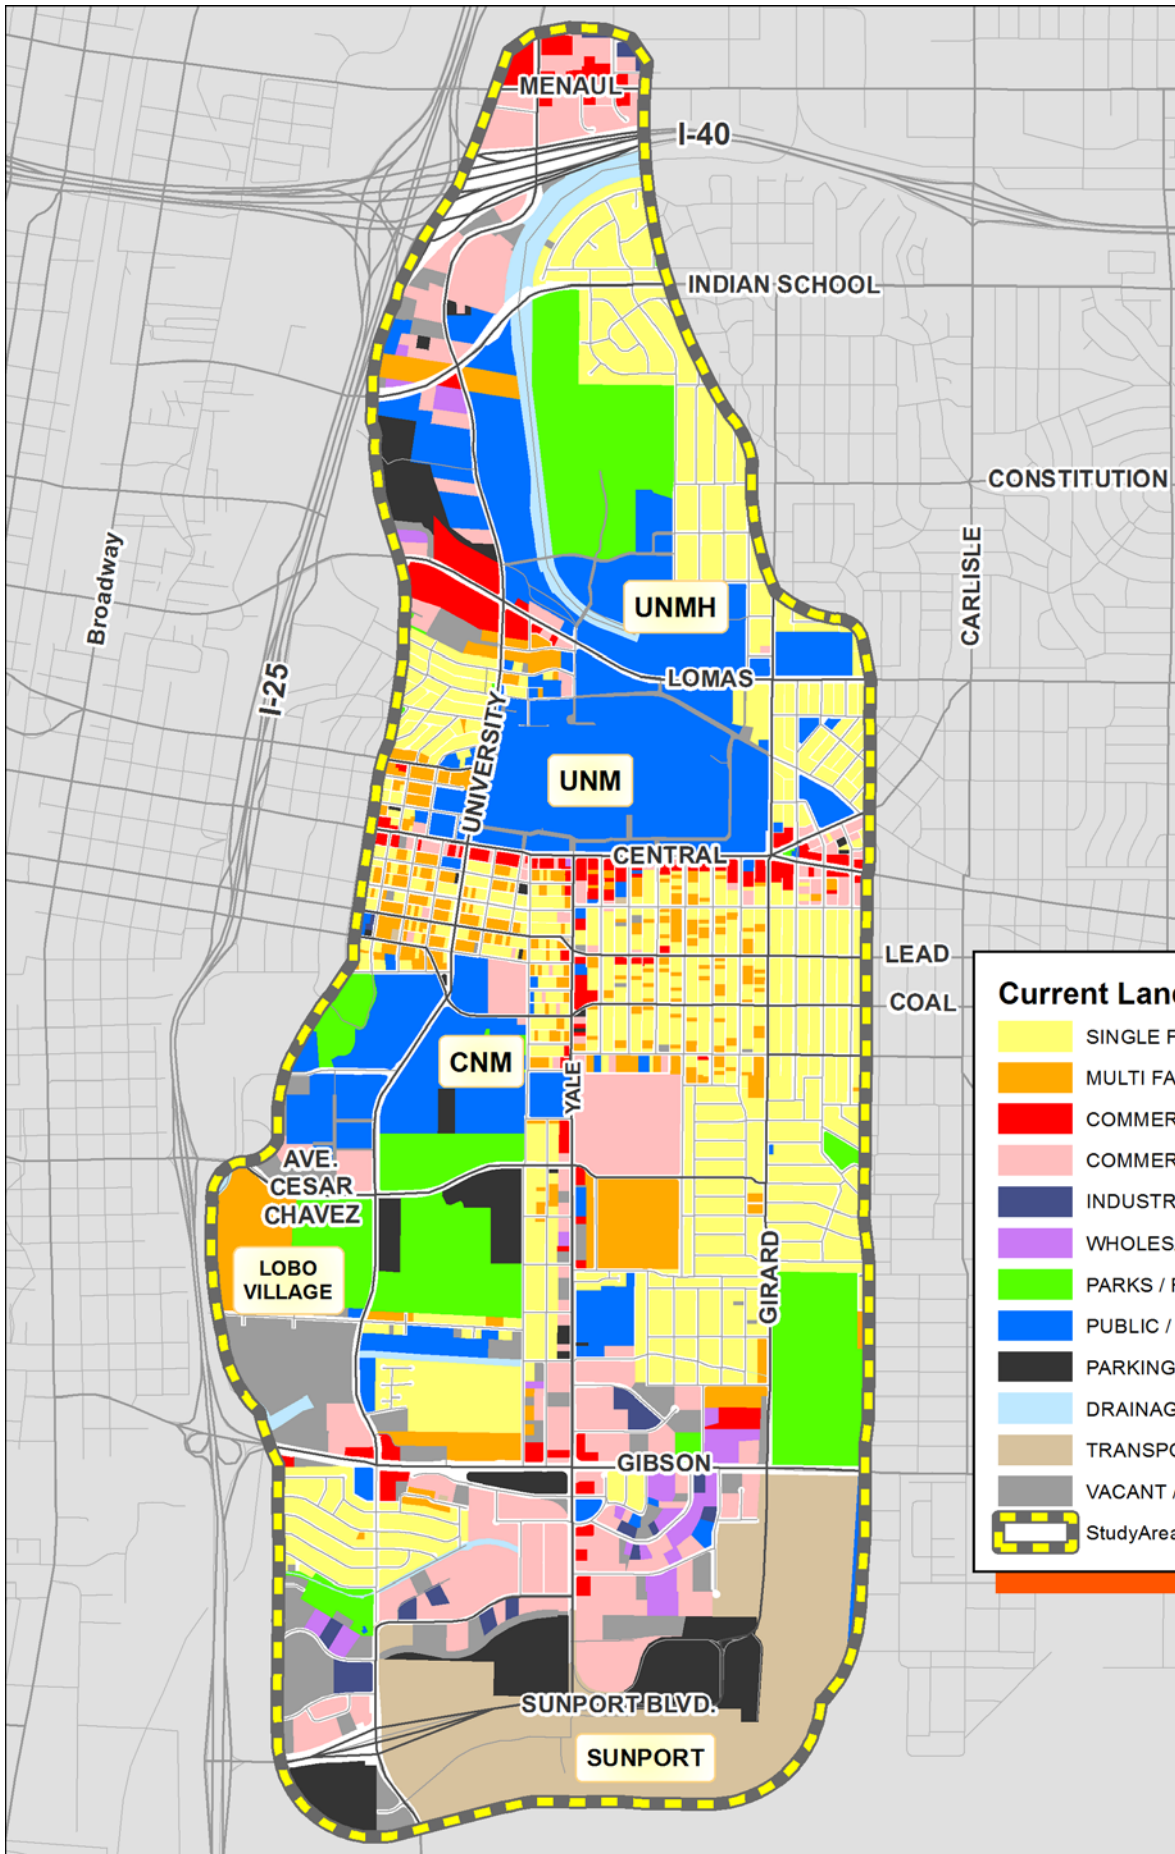 MENAUL
I-40
INDIAN SCHOOL
CONSTITUTION
Broadway
CARLISLE
UNMH
I-25
LOMAS
UNIVERSITY
UNM
CENTRAL
LEAD
COAL
CNM
YALE
AVE.
CESAR
CHAVEZ
LOBO
VILLAGE
GIRARD
GIBSON
SUNPORT BLVD.
SUNPORT
Current Lan
SINGLE F
MULTI FA
COMMER
COMMER
INDUSTR
WHOLES
PARKS /
PUBLIC /
PARKING
DRAINAG
TRANSPO
VACANT /
StudyArea